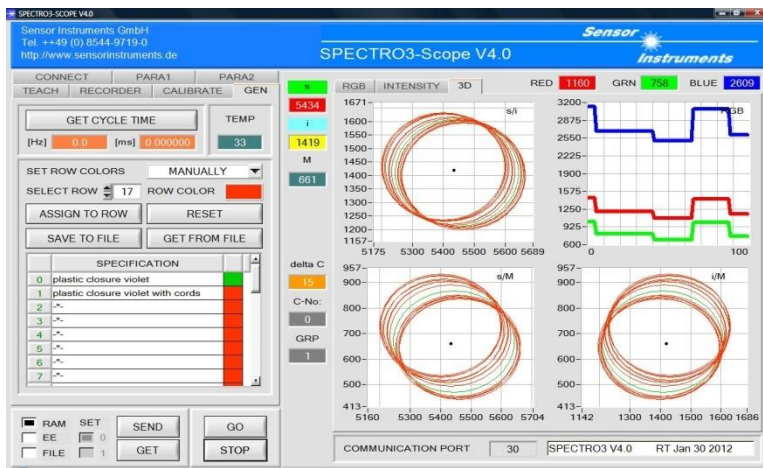 SPECTRO3-SCOPE V4.0
Sensor Instruments GmbH
Tel. ++49 (0) 8544-9719-0
http://www.sensorinstruments.de
SPECTRO3-Scope V4.0
Sensor
Instruments
CONNECT PARA1 PARA2
TEACH RECORDER CALIBRATE GEN
GET CYCLE TIME
TEMP
[Hz] 0.0 [ms] 0.000000 33
SET ROW COLORS MANUALLY
SELECT ROW 17 ROW COLOR
ASSIGN TO ROW RESET
SAVE TO FILE GET FROM FILE
SPECIFICATION
0 plastic closure violet
1 plastic closure violet with cords
2 -*-
3 -*-
4 -*-
5 -*-
6 -*-
7 -*-
RAM SET
EE 0
FILE 1
SEND GO
GET STOP
s
5434
i
1419
M
661
delta C
15
C-No:
0
GRP
1
RGB INTENSITY 3D
RED 1160 GRN 758 BLUE 2609
s/i
1671
1600
1550
1500
1450
1400
1350
1300
1250
1200
1157
5175 5300 5400 5500 5600 5689
RGB
3200
2875
2550
2225
1900
1575
1250
925
600
0 100
s/M
957
900
800
700
600
500
413
5160 5300 5400 5500 5600 5704
i/M
957
900
800
700
600
500
413
1142 1300 1400 1500 1600 1686
COMMUNICATION PORT 30 SPECTRO3 V4.0 RT Jan 30 2012